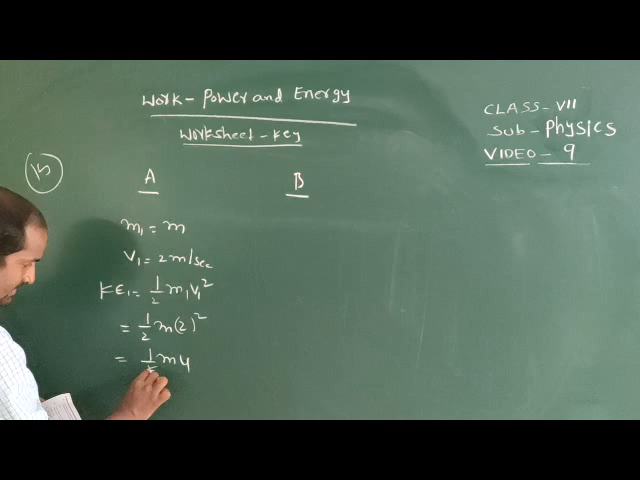 Work - Power and Energy
Worksheet - Key
CLASS - VII
SUB - Physics
VIDEO - 9
15
A
B
m₁ = m
V₁ = 2 m/sec
KE₁ = 1/2 m₁v₁²
= 1/2 m(2)²
= 1/2 m 4